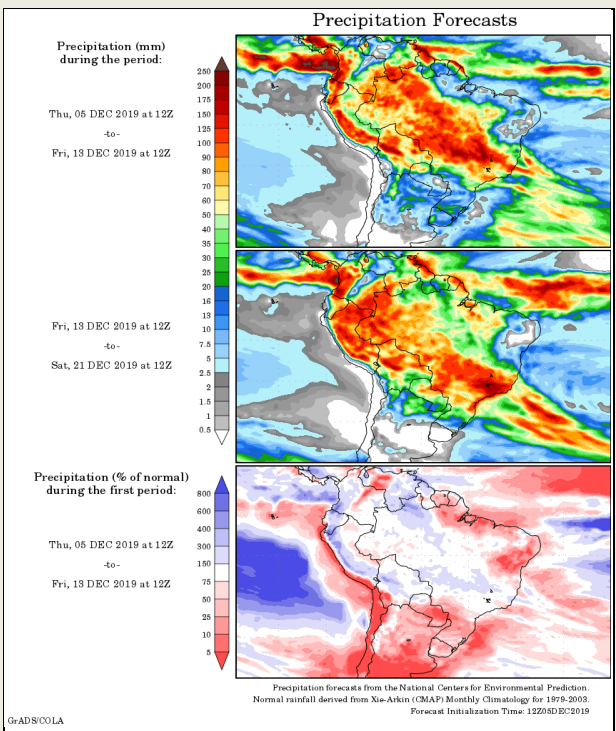 Precipitation Forecasts
Precipitation (mm)
during the period:
Thu, 05 DEC 2019 at 12Z
-to-
Fri, 13 DEC 2019 at 12Z
250
200
175
150
125
100
90
80
70
60
50
40
35
30
25
20
16
13
10
7.5
5
2.5
2
1.5
1
0.5
Fri, 13 DEC 2019 at 12Z
-to-
Sat, 21 DEC 2019 at 12Z
Precipitation (% of normal)
during the first period:
Thu, 05 DEC 2019 at 12Z
-to-
Fri, 13 DEC 2019 at 12Z
800
600
400
300
150
75
50
25
10
5
Precipitation forecasts from the National Centers for Environmental Prediction.
Normal rainfall derived from Xie-Arkin (CMAP) Monthly Climatology for 1979-2003.
Forecast Initialization Time: 12Z05DEC2019
GrADS/COLA